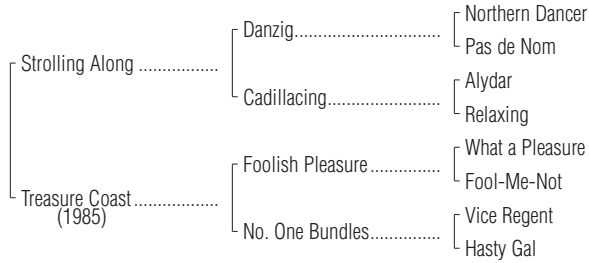 Northern Dancer
Danzig..............................
Pas de Nom
Strolling Along ................
Alydar
Cadillacing.......................
Relaxing
What a Pleasure
Foolish Pleasure..............
Fool-Me-Not
Treasure Coast.................
(1985)
Vice Regent
No. One Bundles..............
Hasty Gal